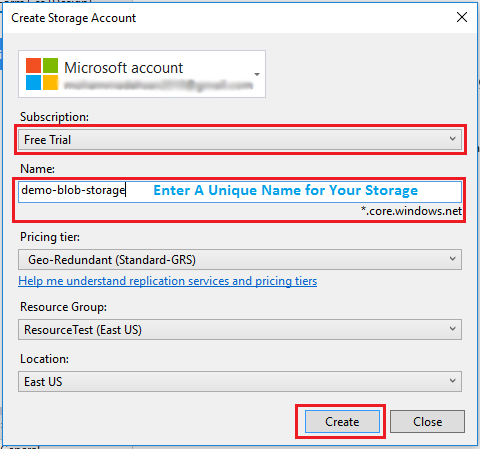 Create Storage Account
Microsoft account
Subscription:
Free Trial
Name:
demo-blob-storage Enter A Unique Name for Your Storage
*.core.windows.net
Pricing tier:
Geo-Redundant (Standard-GRS)
Help me understand replication services and pricing tiers
Resource Group:
ResourceTest (East US)
Location:
East US
Create Close